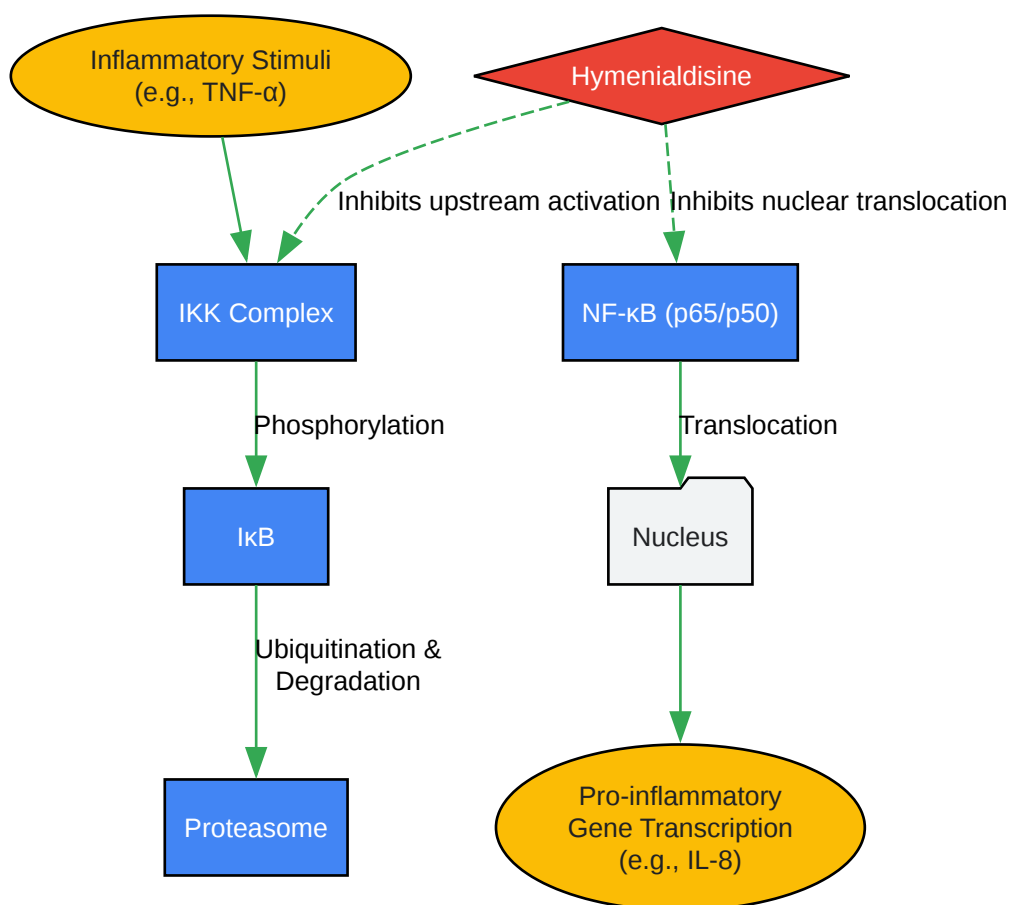 Inflammatory Stimuli
(e.g., TNF-α)
Hymenialdisine
Inhibits upstream activation
Inhibits nuclear translocation
IKK Complex
NF-κB (p65/p50)
Phosphorylation
Translocation
IκB
Nucleus
Ubiquitination &
Degradation
Proteasome
Pro-inflammatory
Gene Transcription
(e.g., IL-8)